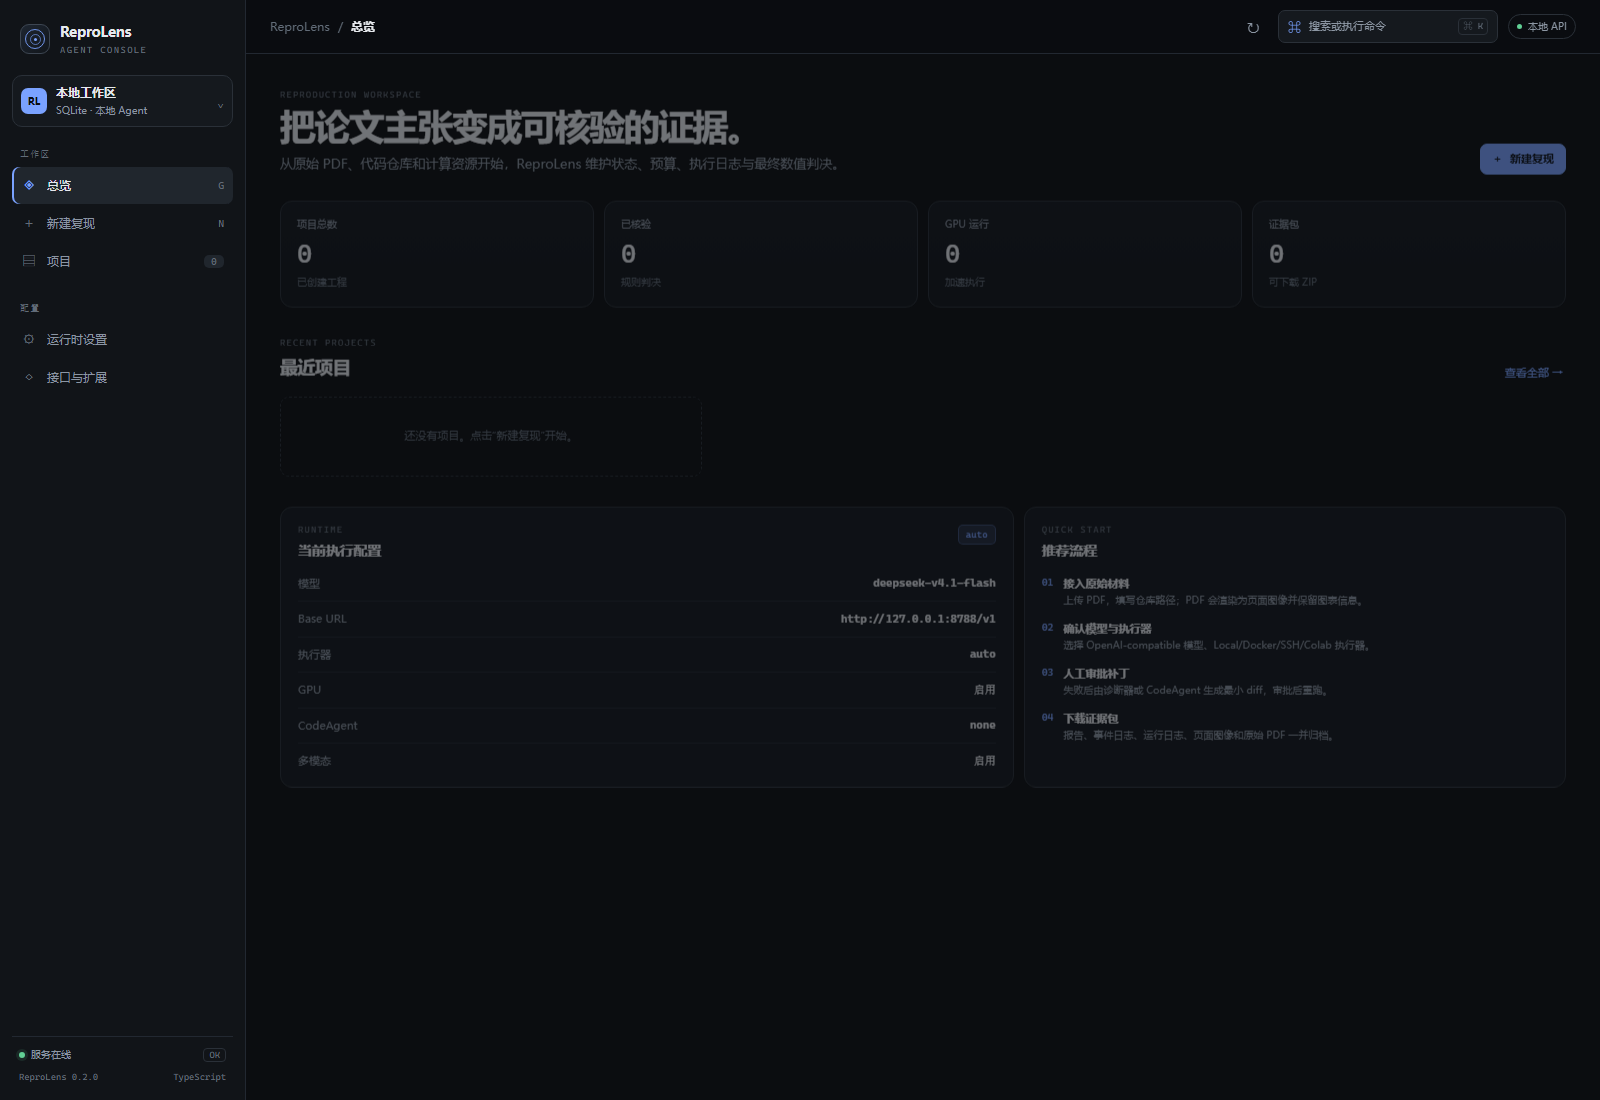 ReproLens
AGENT CONSOLE
RL
本地工作区
SQLite · 本地 Agent
工作区
总览
G
新建复现
N
项目
0
配置
运行时设置
接口与扩展
服务在线
OK
ReproLens 0.2.0
TypeScript
ReproLens / 总览
搜索或执行命令
⌘ K
本地 API
REPRODUCTION WORKSPACE
把论文主张变成可核验的证据。
从原始 PDF、代码仓库和计算资源开始，ReproLens 维护状态、预算、执行日志与最终数值判决。
+ 新建复现
项目总数
0
已创建工程
已核验
0
规则判决
GPU 运行
0
加速执行
证据包
0
可下载 ZIP
RECENT PROJECTS
最近项目
查看全部 →
还没有项目。点击“新建复现”开始。
RUNTIME
当前执行配置
auto
模型
deepseek-v4.1-flash
Base URL
http://127.0.0.1:8788/v1
执行器
auto
GPU
启用
CodeAgent
none
多模态
启用
QUICK START
推荐流程
01 接入原始材料
上传 PDF，填写仓库路径；PDF 会渲染为页面图像并保留图表信息。
02 确认模型与执行器
选择 OpenAI-compatible 模型、Local/Docker/SSH/Colab 执行器。
03 人工审批补丁
失败后由诊断器或 CodeAgent 生成最小 diff，审批后重跑。
04 下载证据包
报告、事件日志、运行日志、页面图像和原始 PDF 一并归档。